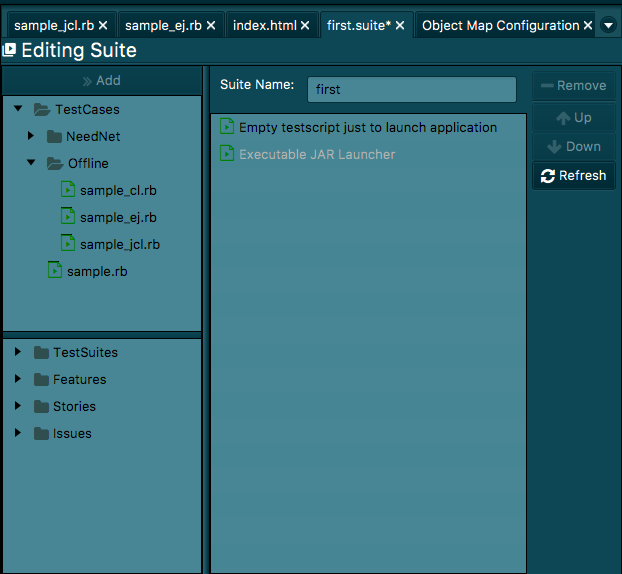 sample_jcl.rb × sample_ej.rb × index.html × first.suite* × Object Map Configuration ×
Editing Suite
Add
TestCases
NeedNet
Offline
sample_cl.rb
sample_ej.rb
sample_jcl.rb
sample.rb
TestSuites
Features
Stories
Issues
Suite Name: first
Empty testscript just to launch application
Executable JAR Launcher
Remove
Up
Down
Refresh